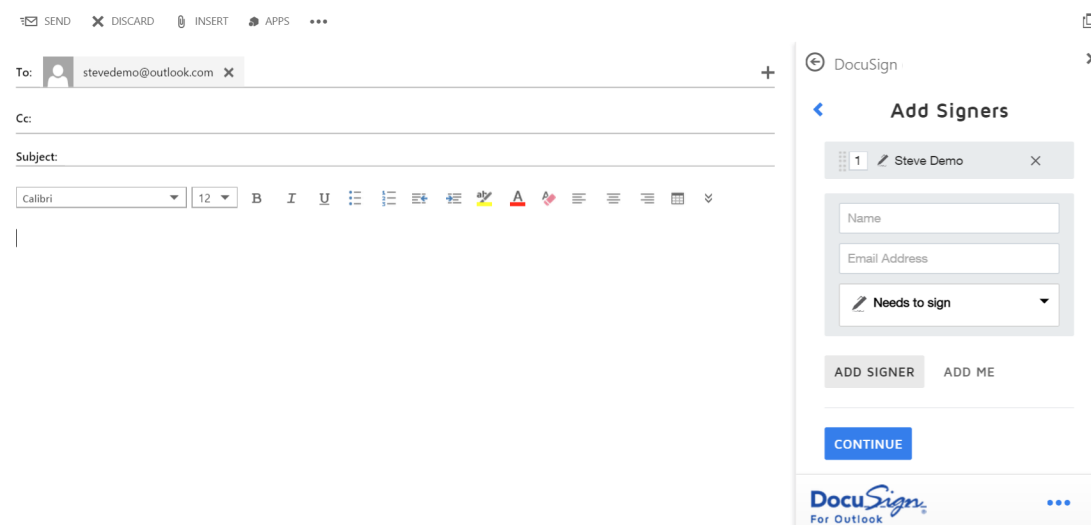 SEND DISCARD INSERT APPS
To: stevedemo@outlook.com
Cc:
Subject:
Calibri 12 B I U
DocuSign
Add Signers
1 Steve Demo
Name
Email Address
Needs to sign
ADD SIGNER ADD ME
CONTINUE
DocuSign
For Outlook